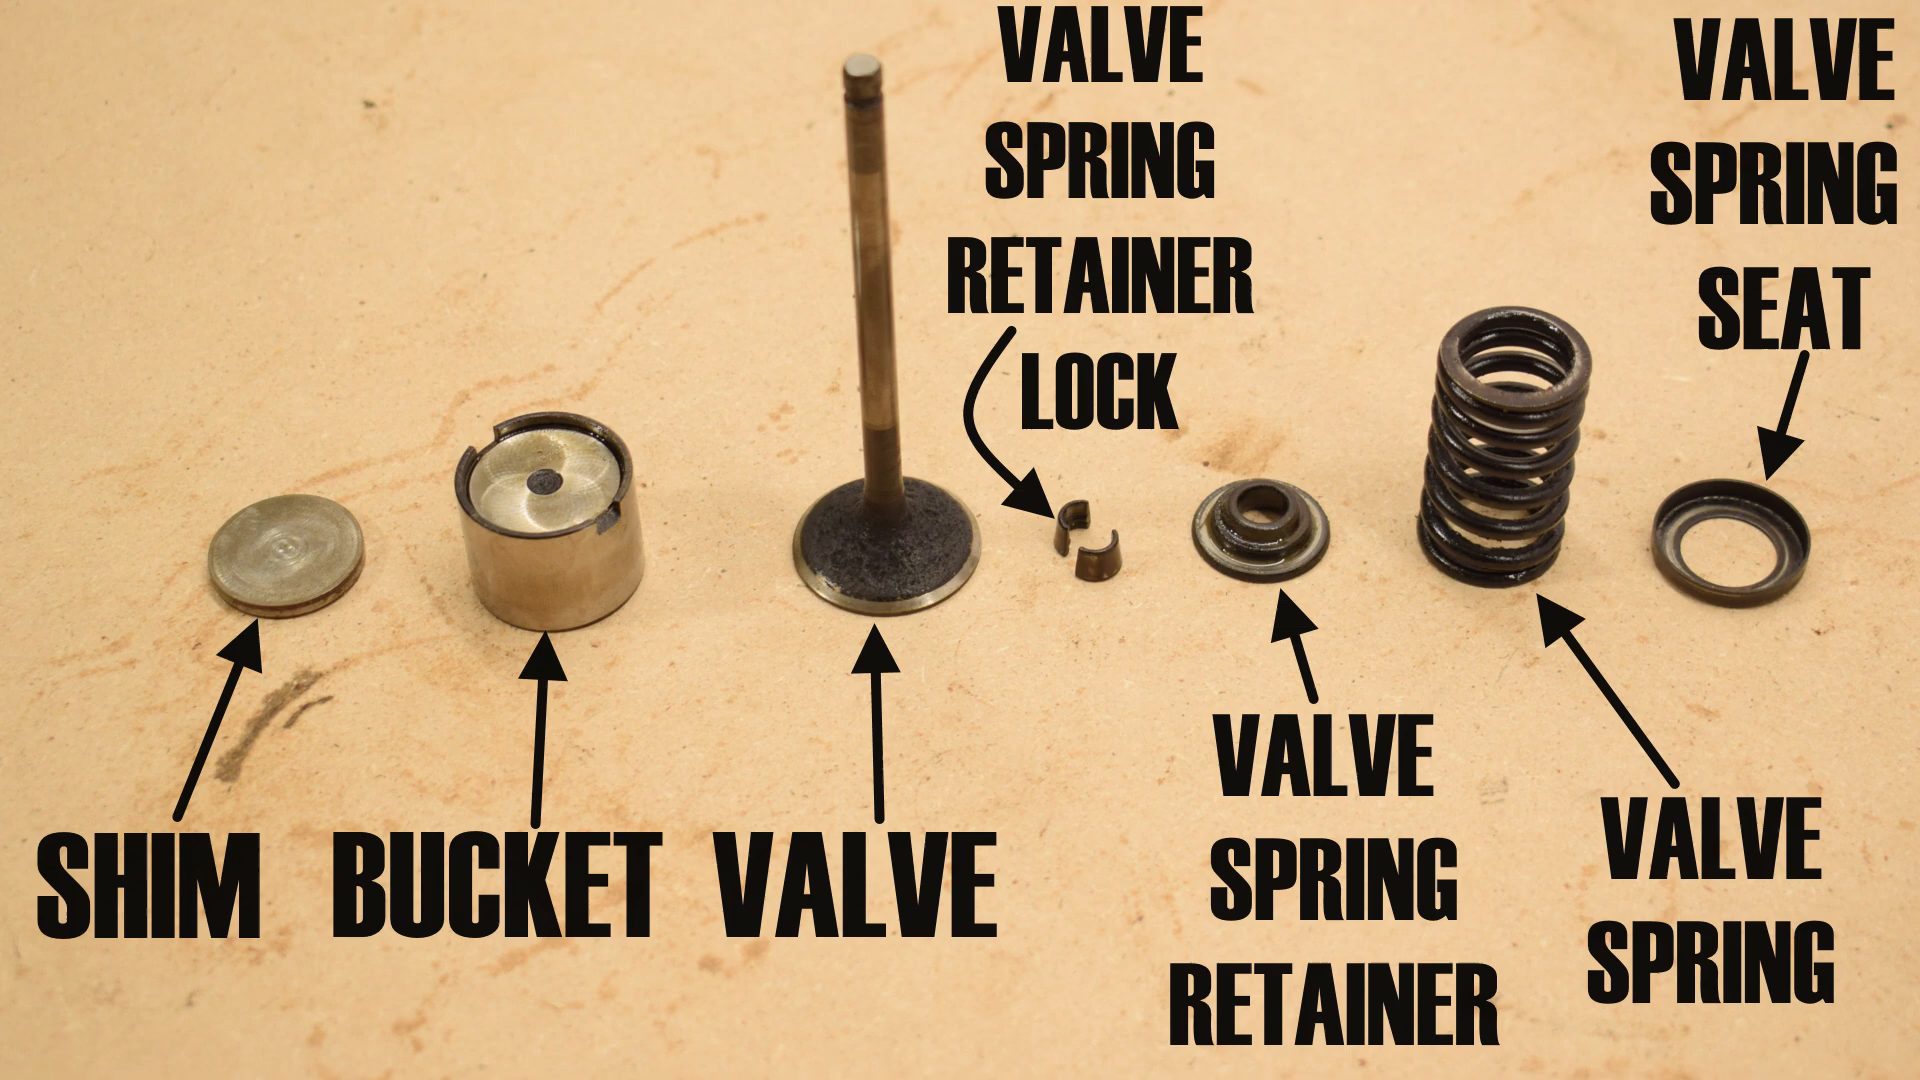 VALVE
SPRING
RETAINER
LOCK
VALVE
SPRING
SEAT
SHIM
BUCKET
VALVE
VALVE
SPRING
RETAINER
VALVE
SPRING